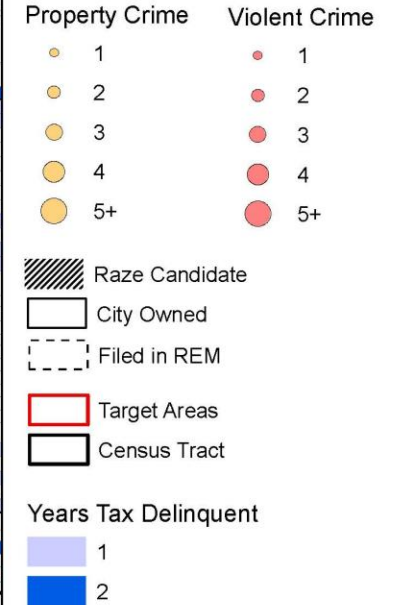 Property Crime Violent Crime
1 1
2 2
3 3
4 4
5+ 5+
Raze Candidate
City Owned
Filed in REM
Target Areas
Census Tract
Years Tax Delinquent
1
2